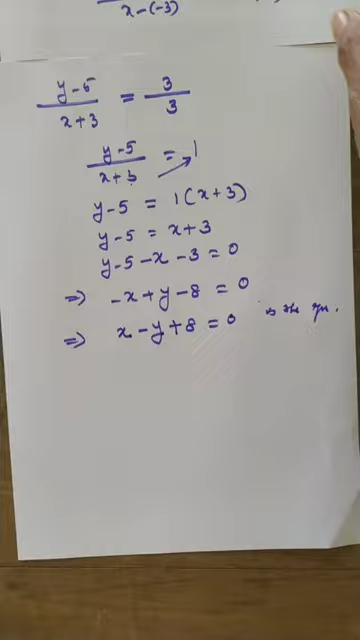 x-(-3)
y-5/x+3 = 3/3
y-5/x+3 = 1
y-5 = 1(x+3)
y-5 = x+3
y-5-x-3=0
=> -x+y-8=0
=> x-y+8=0 is the